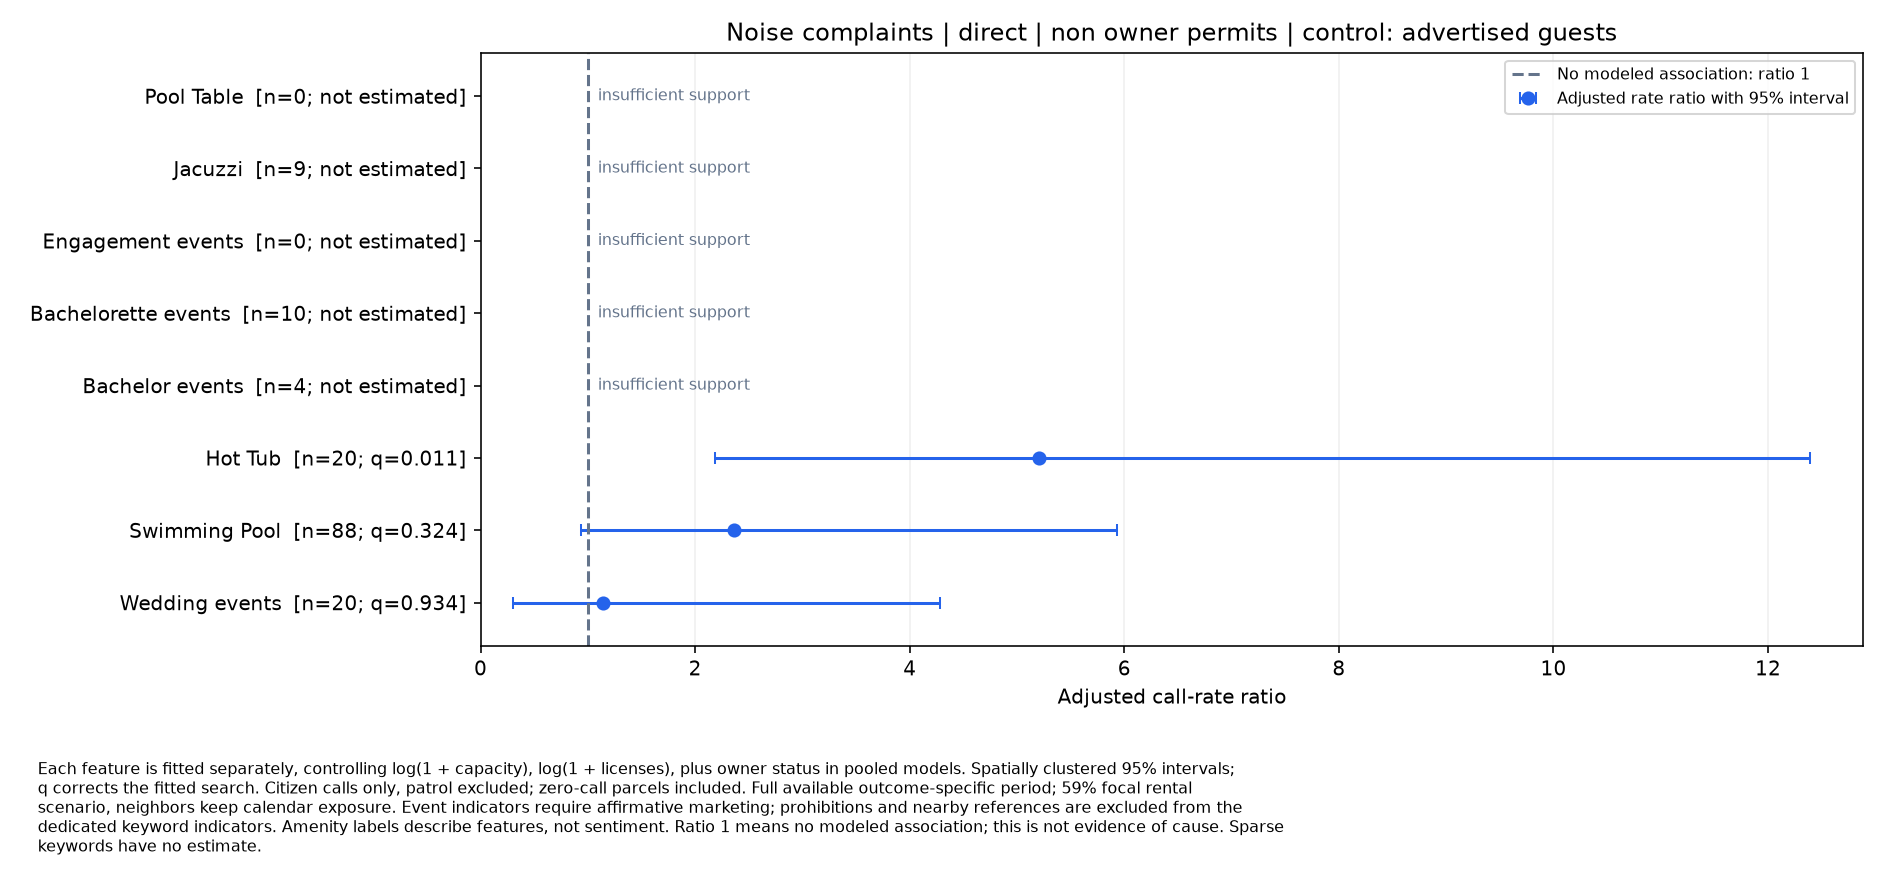 Noise complaints | direct | non owner permits | control: advertised guests
No modeled association: ratio 1
Adjusted rate ratio with 95% interval
Pool Table [n=0; not estimated]
insufficient support
Jacuzzi [n=9; not estimated]
insufficient support
Engagement events [n=0; not estimated]
insufficient support
Bachelorette events [n=10; not estimated]
insufficient support
Bachelor events [n=4; not estimated]
insufficient support
Hot Tub [n=20; q=0.011]
Swimming Pool [n=88; q=0.324]
Wedding events [n=20; q=0.934]
0 2 4 6 8 10 12
Adjusted call-rate ratio
Each feature is fitted separately, controlling log(1 + capacity), log(1 + licenses), plus owner status in pooled models. Spatially clustered 95% intervals;
q corrects the fitted search. Citizen calls only, patrol excluded; zero-call parcels included. Full available outcome-specific period; 59% focal rental
scenario, neighbors keep calendar exposure. Event indicators require affirmative marketing; prohibitions and nearby references are excluded from the
dedicated keyword indicators. Amenity labels describe features, not sentiment. Ratio 1 means no modeled association; this is not evidence of cause. Sparse
keywords have no estimate.